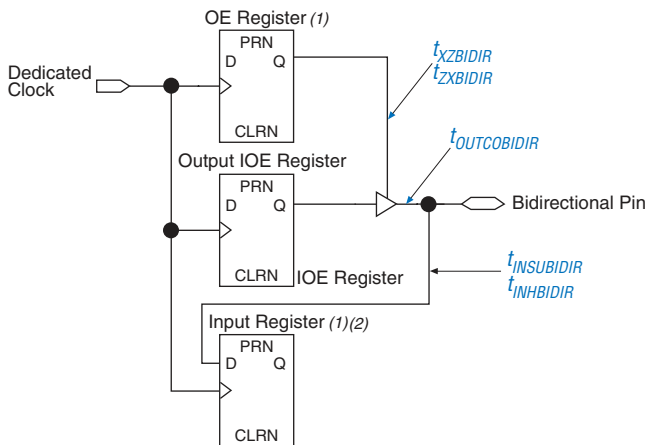 OE Register (1)
PRN
D Q
CLRN
Dedicated
Clock
tXZBIDIR
tZXBIDIR
tOUTCOBIDIR
Output IOE Register
PRN
D Q
CLRN
Bidirectional Pin
IOE Register
tINSUBIDIR
tINHBIDIR
Input Register (1)(2)
PRN
D Q
CLRN